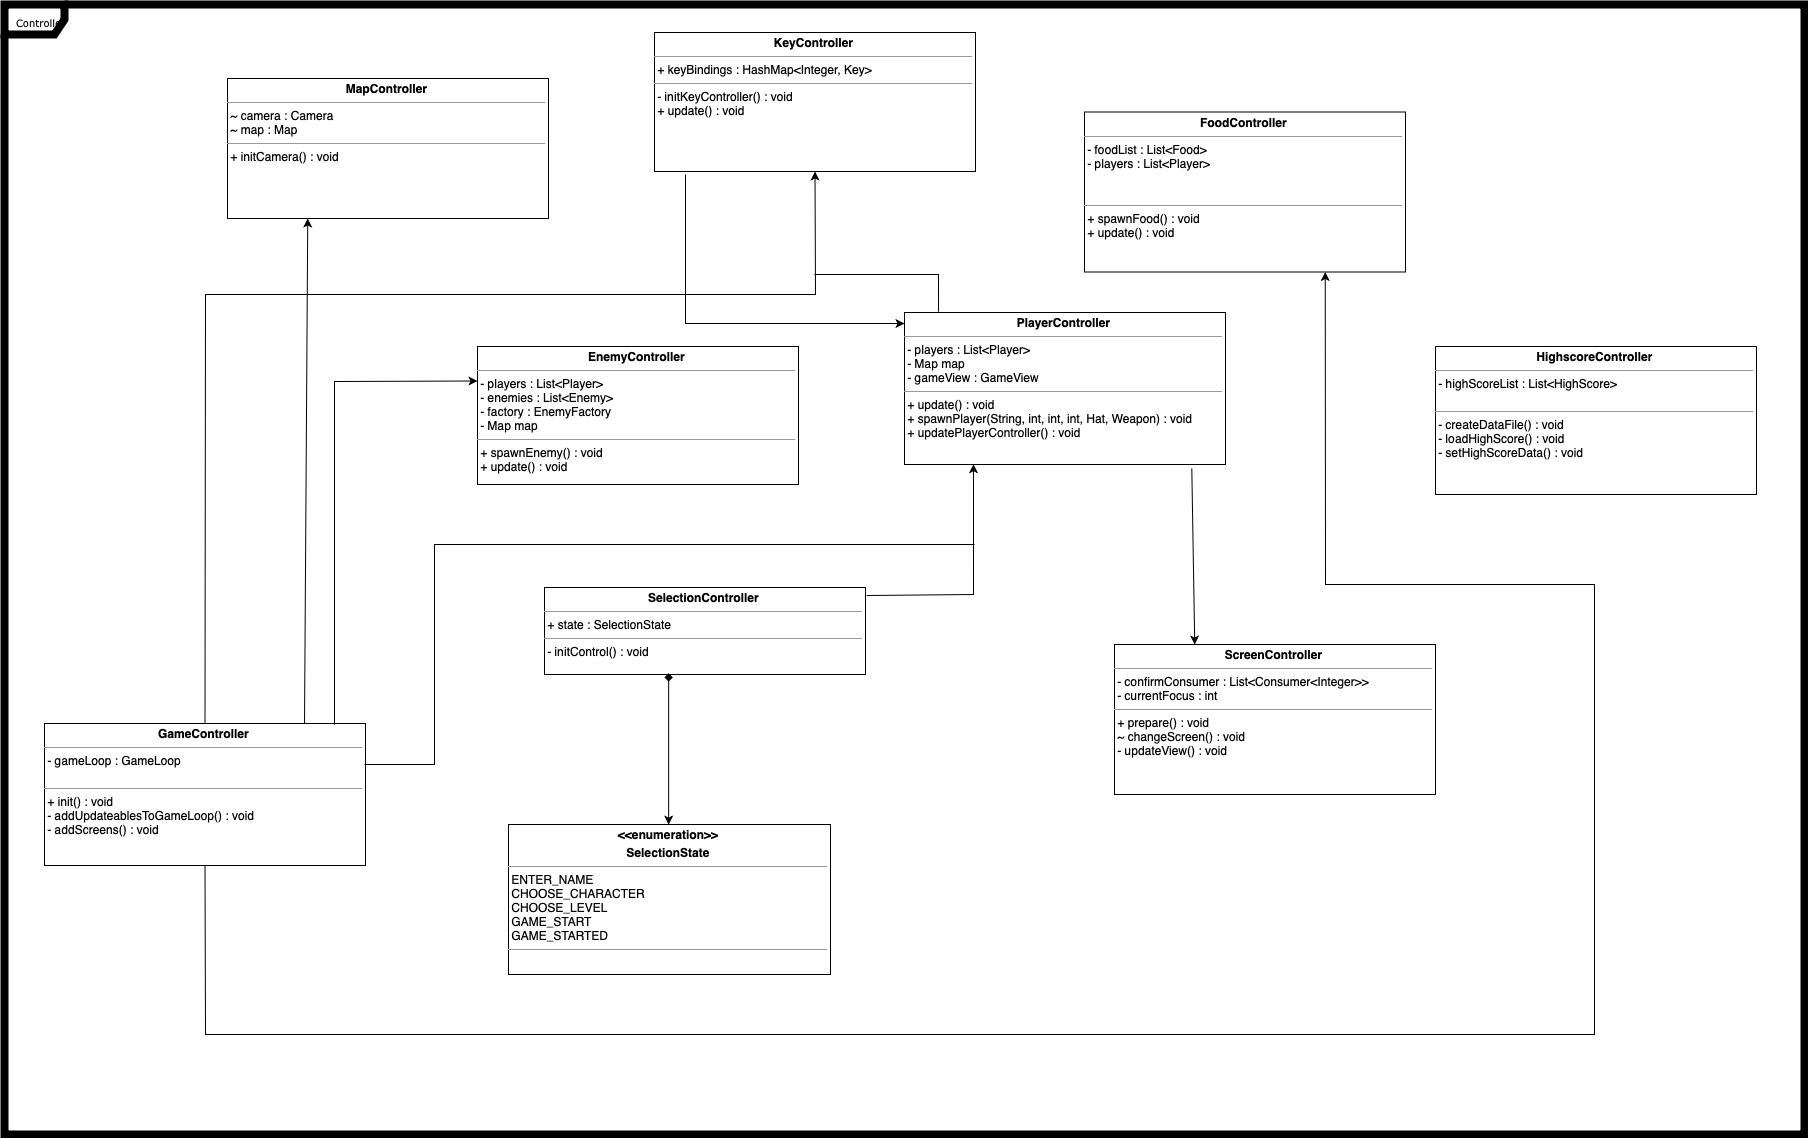 Controlle
KeyController
+ keyBindings : HashMap<Integer, Key>
- initKeyController() : void
+ update() : void
MapController
~ camera : Camera
~ map : Map
+ initCamera() : void
FoodController
- foodList : List<Food>
- players : List<Player>
+ spawnFood() : void
+ update() : void
PlayerController
- players : List<Player>
- Map map
- gameView : GameView
+ update() : void
+ spawnPlayer(String, int, int, int, Hat, Weapon) : void
+ updatePlayerController() : void
EnemyController
- players : List<Player>
- enemies : List<Enemy>
- factory : EnemyFactory
- Map map
+ spawnEnemy() : void
+ update() : void
HighscoreController
- highScoreList : List<HighScore>
- createDataFile() : void
- loadHighScore() : void
- setHighScoreData() : void
SelectionController
+ state : SelectionState
- initControl() : void
ScreenController
- confirmConsumer : List<Consumer<Integer>>
- currentFocus : int
+ prepare() : void
~ changeScreen() : void
- updateView() : void
GameController
- gameLoop : GameLoop
+ init() : void
- addUpdateablesToGameLoop() : void
- addScreens() : void
<<enumeration>>
SelectionState
ENTER_NAME
CHOOSE_CHARACTER
CHOOSE_LEVEL
GAME_START
GAME_STARTED